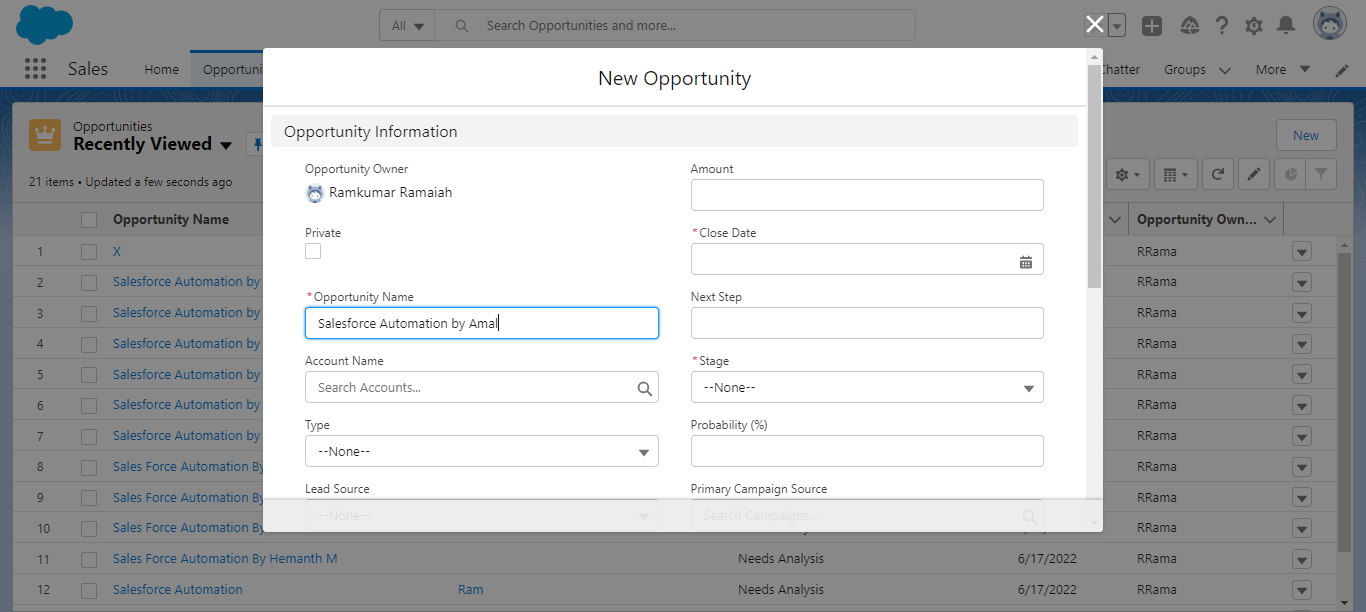 All
Search Opportunities and more...
Sales
Home
Opportuni
Chatter
Groups
More
New Opportunity
Opportunity Information
Opportunity Owner
Ramkumar Ramaiah
Amount
Private
*Close Date
*Opportunity Name
Salesforce Automation by Amal
Next Step
Account Name
Search Accounts...
*Stage
--None--
Type
--None--
Probability (%)
Lead Source
--None--
Primary Campaign Source
Search Campaigns...
Opportunities
Recently Viewed
New
21 items • Updated a few seconds ago
Opportunity Name
Opportunity Own...
1 X RRama
2 Salesforce Automation by RRama
3 Salesforce Automation by RRama
4 Salesforce Automation by RRama
5 Salesforce Automation by RRama
6 Salesforce Automation by RRama
7 Salesforce Automation by RRama
8 Sales Force Automation By RRama
9 Sales Force Automation By RRama
10 Sales Force Automation By RRama
11 Sales Force Automation By Hemanth M Needs Analysis 6/17/2022 RRama
12 Salesforce Automation Ram Needs Analysis 6/17/2022 RRama